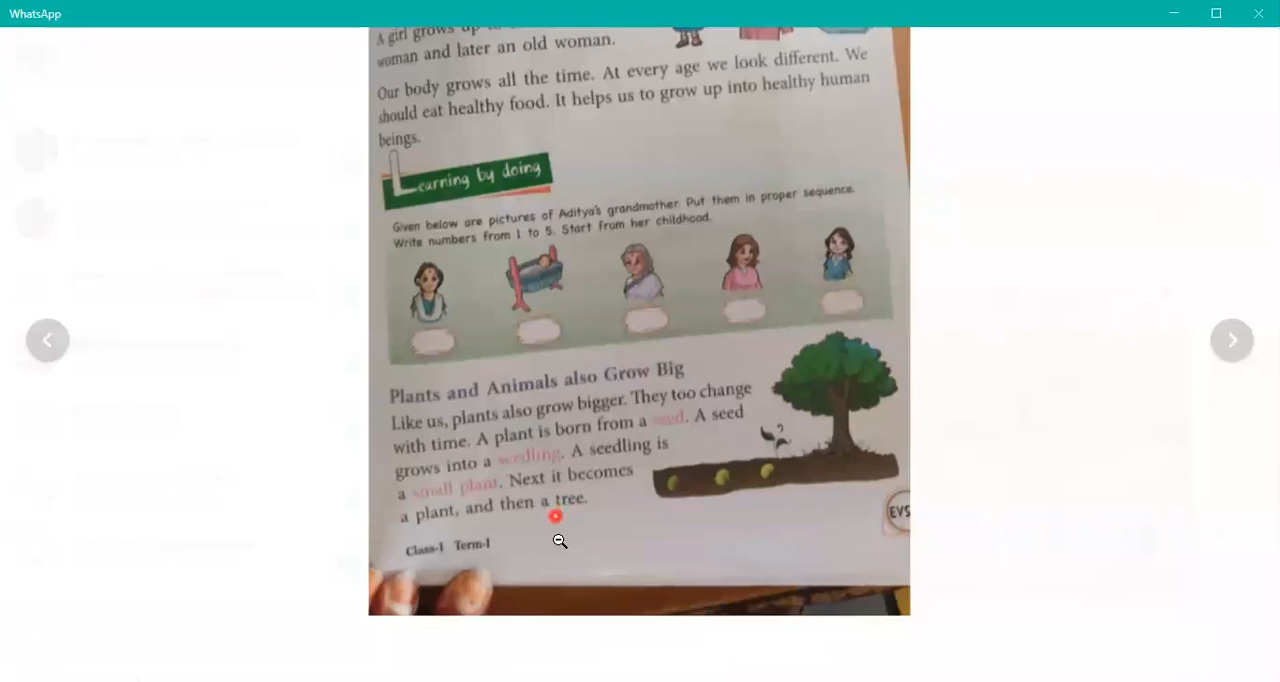 WhatsApp
A girl grows up
woman and later an old woman.
Our body grows all the time. At every age we look different. We
should eat healthy food. It helps us to grow up into healthy human
beings.
Learning by doing
Given below are pictures of Aditya's grandmother. Put them in proper sequence.
Write numbers from 1 to 5. Start from her childhood.
Plants and Animals also Grow Big
Like us, plants also grow bigger. They too change
with time. A plant is born from a seed. A seed
grows into a seedling. A seedling is
a small plant. Next it becomes
a plant, and then a tree.
EVS
Class-1 Term-1